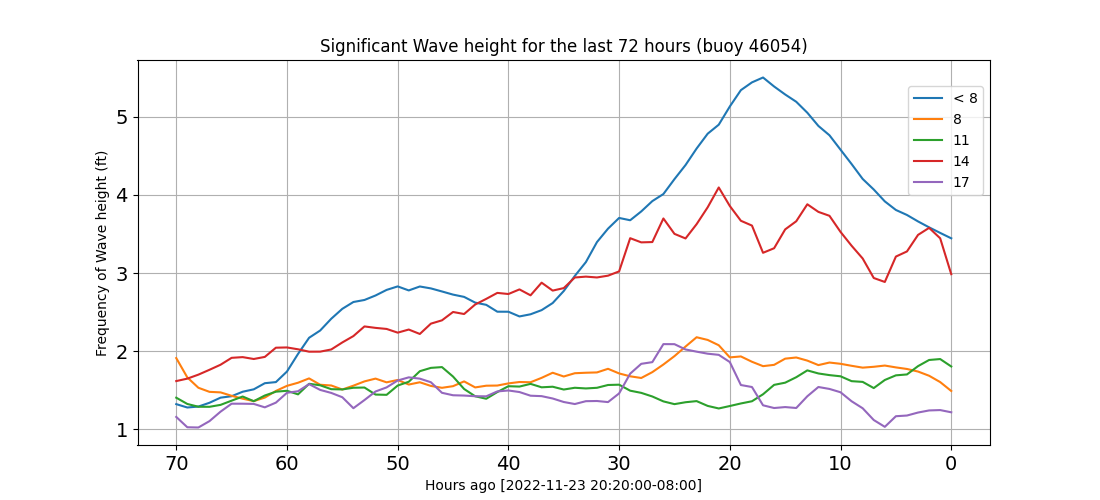 Significant Wave height for the last 72 hours (buoy 46054)
Frequency of Wave height (ft)
5
4
3
2
1
< 8
8
11
14
17
70 60 50 40 30 20 10 0
Hours ago [2022-11-23 20:20:00-08:00]